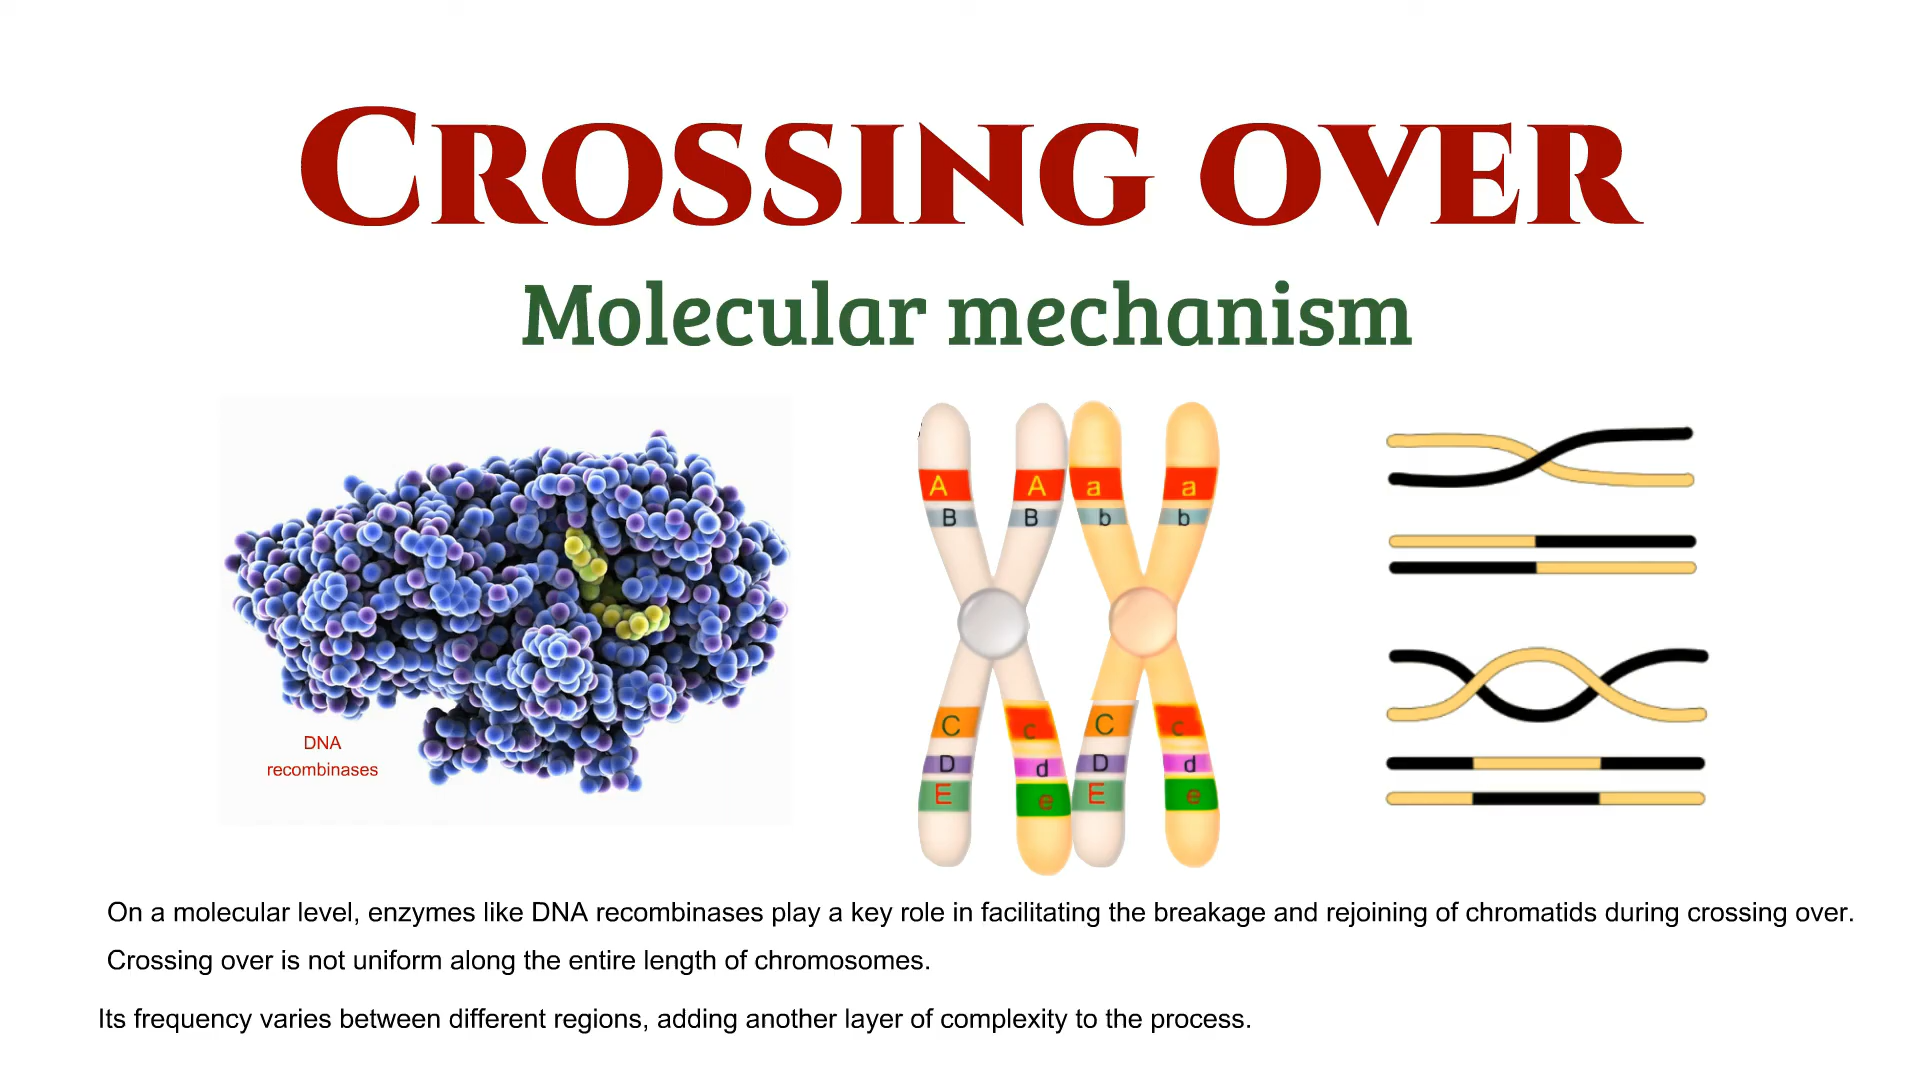 CROSSING OVER
Molecular mechanism
A A a a
B B b b
C c C c
D d D d
E e E e
DNA
recombinases
On a molecular level, enzymes like DNA recombinases play a key role in facilitating the breakage and rejoining of chromatids during crossing over.
Crossing over is not uniform along the entire length of chromosomes.
Its frequency varies between different regions, adding another layer of complexity to the process.